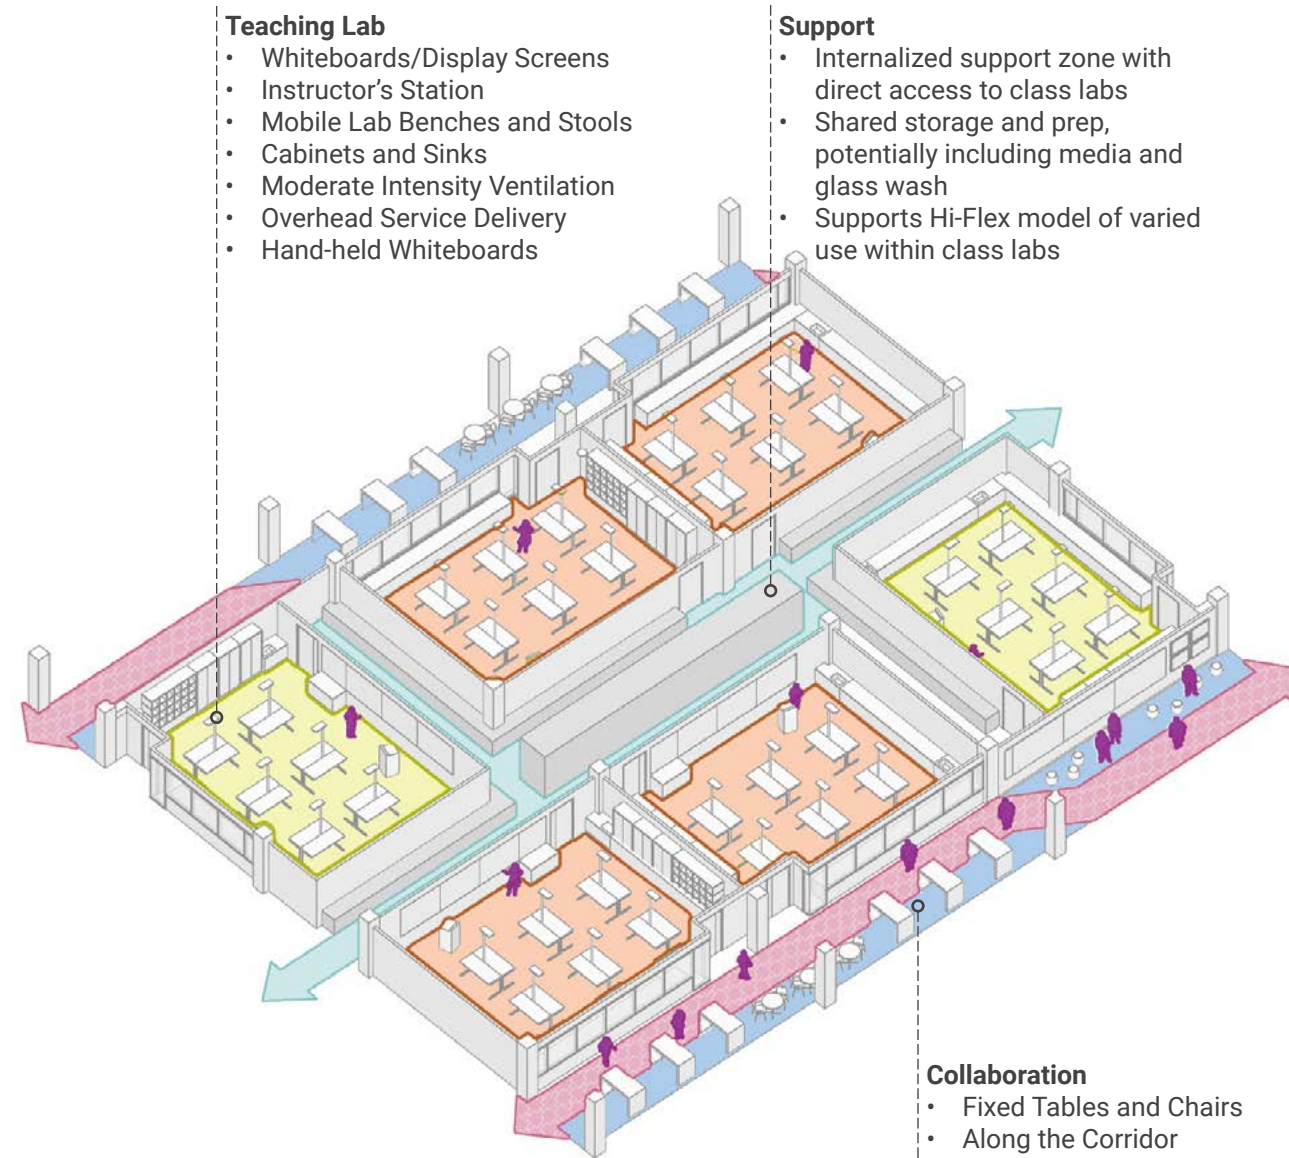 Teaching Lab
• Whiteboards/Display Screens
• Instructor's Station
• Mobile Lab Benches and Stools
• Cabinets and Sinks
• Moderate Intensity Ventilation
• Overhead Service Delivery
• Hand-held Whiteboards
Support
• Internalized support zone with
direct access to class labs
• Shared storage and prep,
potentially including media and
glass wash
• Supports Hi-Flex model of varied
use within class labs
Collaboration
• Fixed Tables and Chairs
• Along the Corridor